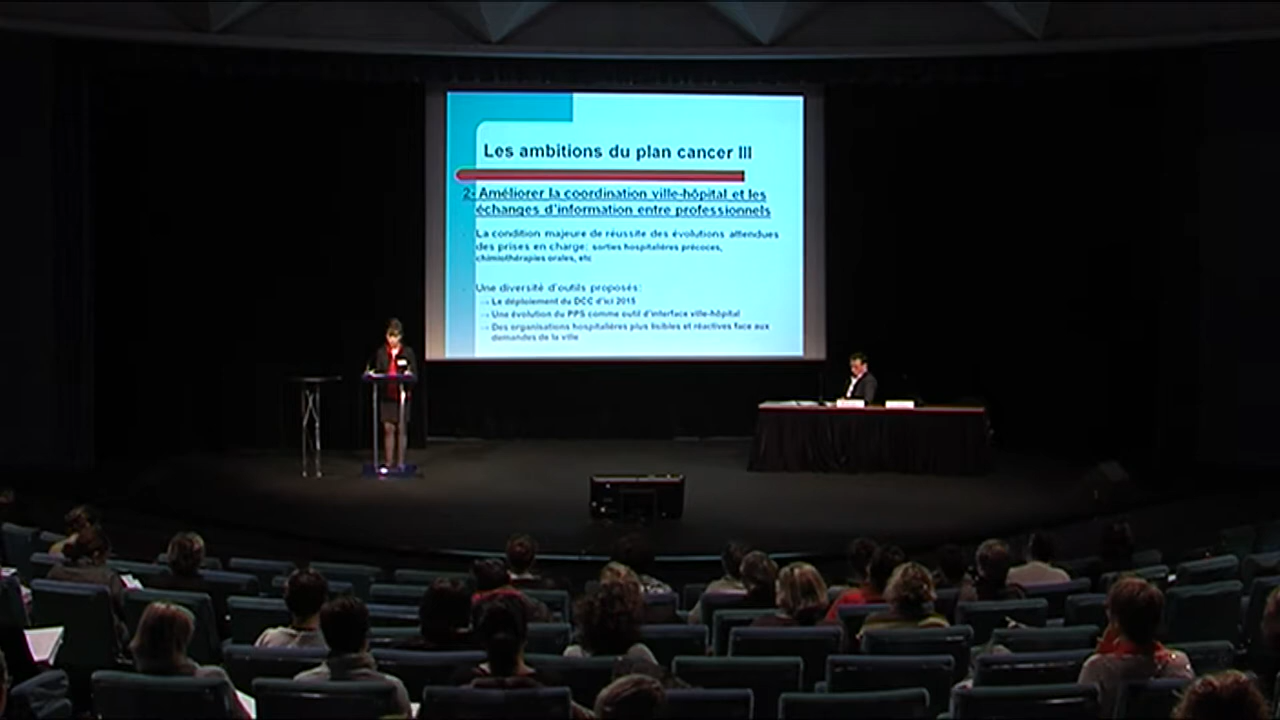 Les ambitions du plan cancer III
2- Améliorer la coordination ville-hôpital et les
échanges d'information entre professionnels
La condition majeure de réussite des évolutions attendues
des prises en charge: sorties hospitalières précoces,
chimiothérapies orales, etc
Une diversité d'outils proposés:
→ Le déploiement du DCC d'ici 2015
→ Une évolution du PPS comme outil d'interface ville-hôpital
→ Des organisations hospitalières plus lisibles et réactives face aux
demandes de la ville